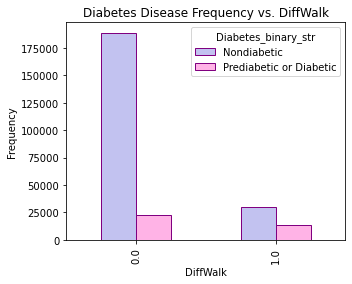 Diabetes Disease Frequency vs. DiffWalk
Diabetes_binary_str
Nondiabetic
Prediabetic or Diabetic
Frequency
175000
150000
125000
100000
75000
50000
25000
0
0.0
1.0
DiffWalk